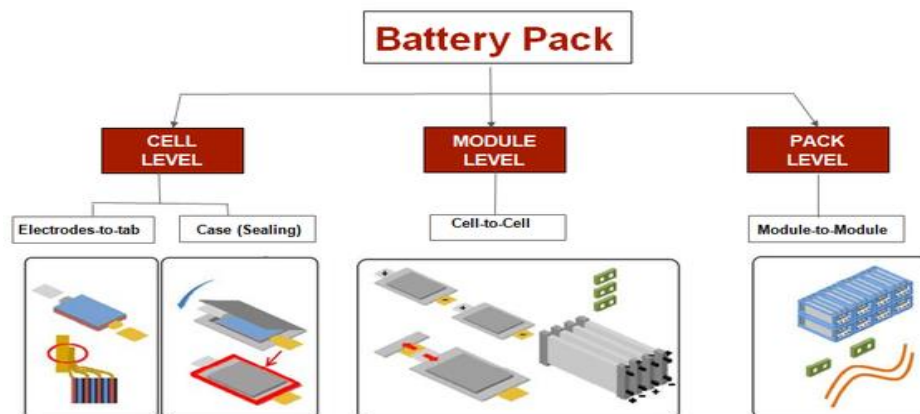 Battery Pack
CELL
LEVEL
MODULE
LEVEL
PACK
LEVEL
Electrodes-to-tab
Case (Sealing)
Cell-to-Cell
Module-to-Module